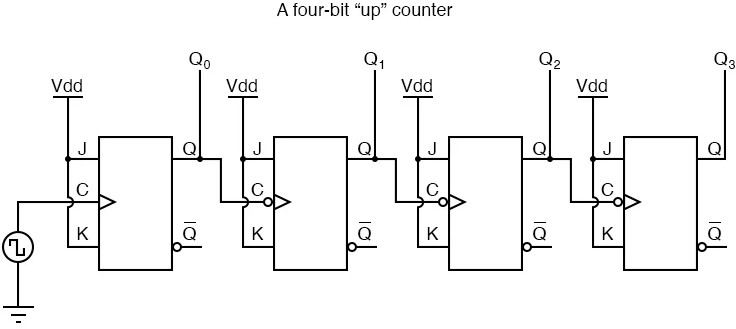 A four-bit “up” counter
Q0 Q1 Q2 Q3
Vdd Vdd Vdd Vdd
J Q J Q J Q J Q
C C C C
K Q̅ K Q̅ K Q̅ K Q̅